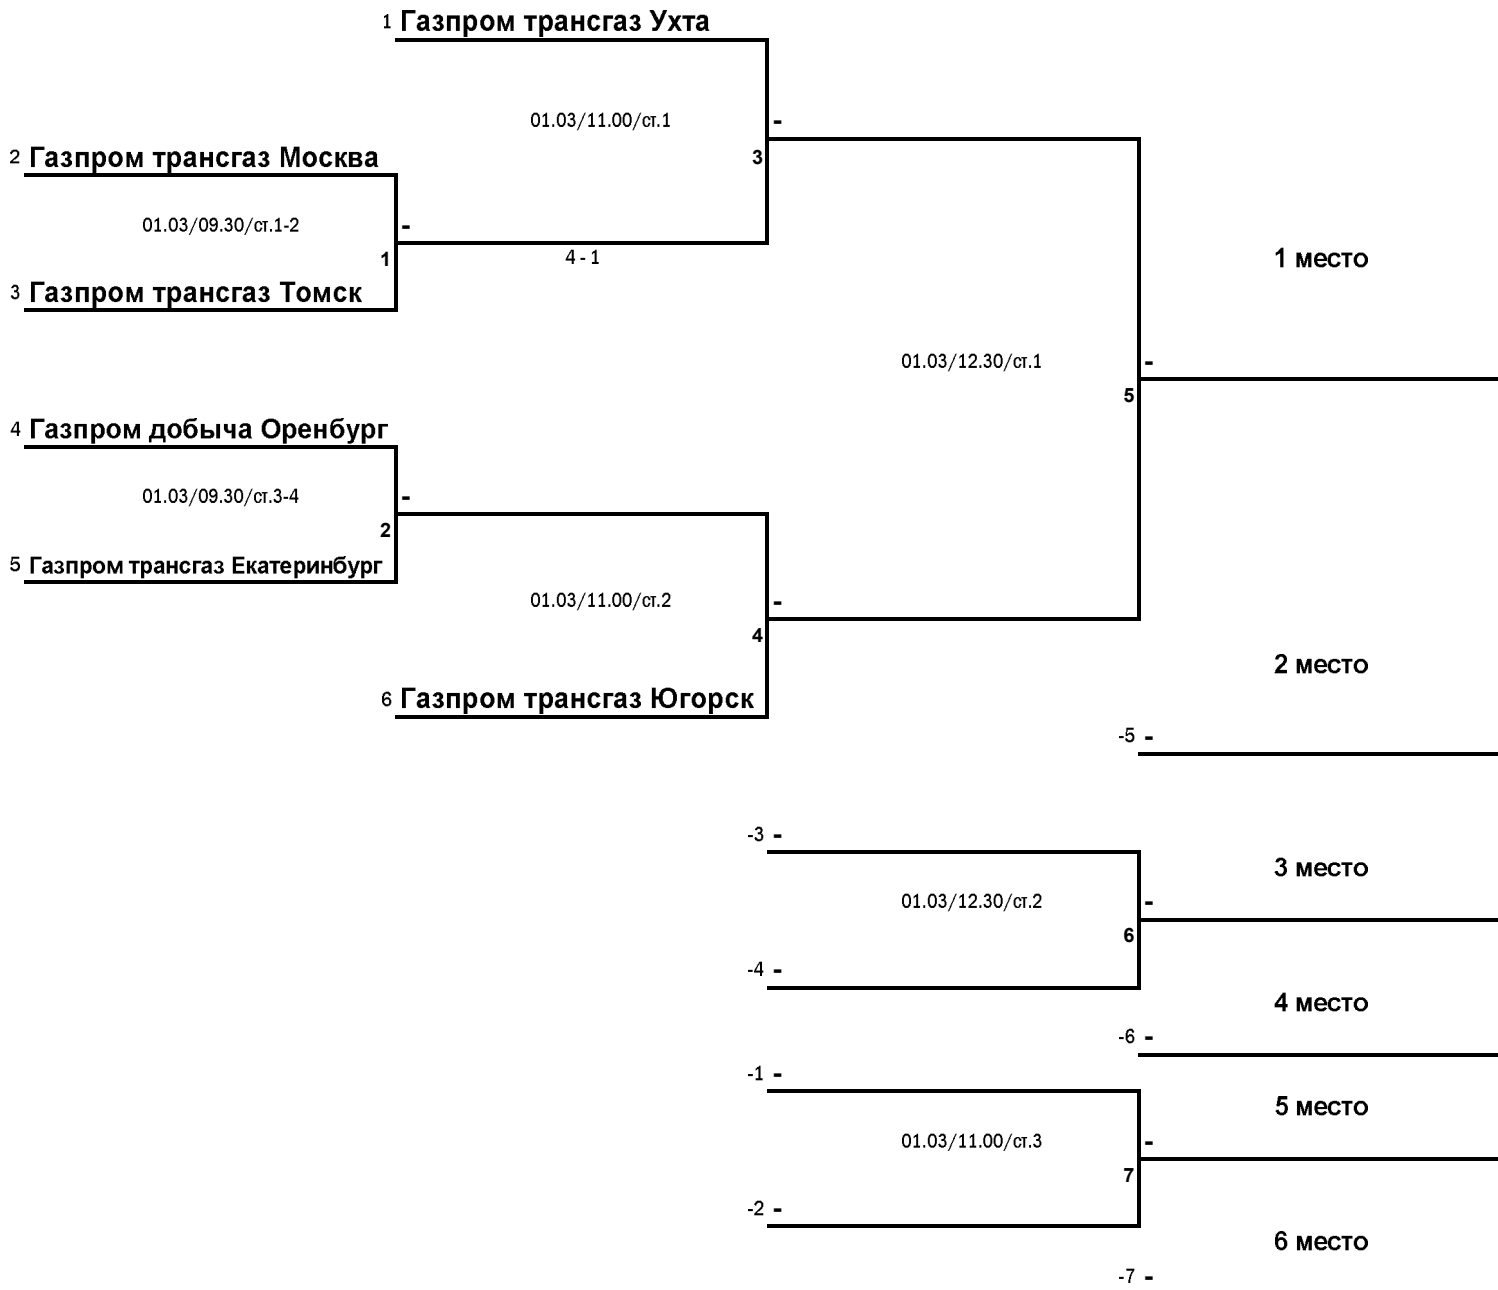 1 Газпром трансгаз Ухта
01.03/11.00/ст.1
-
3
2 Газпром трансгаз Москва
01.03/09.30/ст.1-2
-
1
4 - 1
3 Газпром трансгаз Томск
1 место
01.03/12.30/ст.1
-
5
4 Газпром добыча Оренбург
01.03/09.30/ст.3-4
-
2
5 Газпром трансгаз Екатеринбург
01.03/11.00/ст.2
-
4
6 Газпром трансгаз Югорск
2 место
-5 -
-3 -
3 место
01.03/12.30/ст.2
-
6
-4 -
4 место
-6 -
-1 -
5 место
01.03/11.00/ст.3
-
7
-2 -
6 место
-7 -